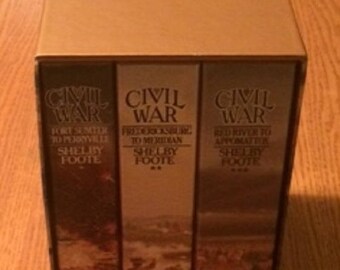 CIVIL
WAR
FORT SUMTER
TO PERRYVILLE
SHELBY
FOOTE
*
CIVIL
WAR
FREDERICKSBURG
TO MERIDIAN
SHELBY
FOOTE
**
CIVIL
WAR
RED RIVER TO
APPOMATTOX
SHELBY
FOOTE
***